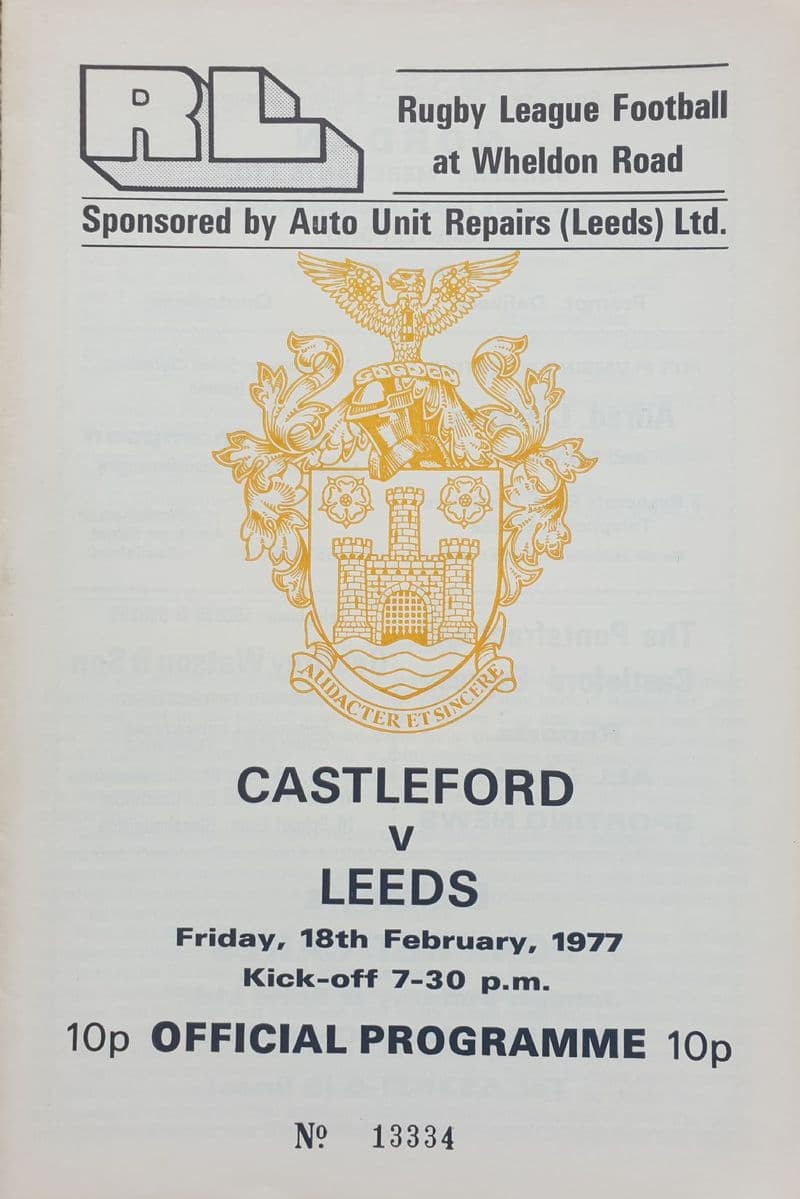 RL
Rugby League Football
at Wheldon Road
Sponsored by Auto Unit Repairs (Leeds) Ltd.
AUDACTER ET SINCERE
CASTLEFORD
V
LEEDS
Friday, 18th February, 1977
Kick-off 7-30 p.m.
10p OFFICIAL PROGRAMME 10p
Nº 13334